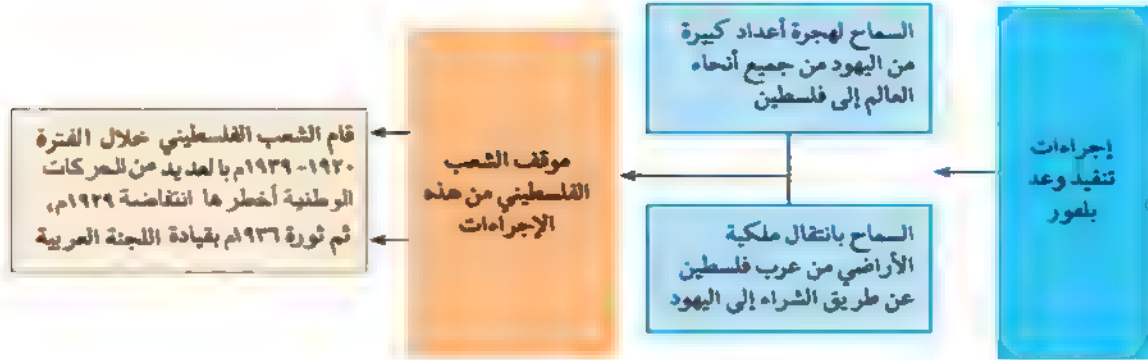 إجراءات
تنفيذ وعد
بلفور
السماح لهجرة أعداد كبيرة
من اليهود من جميع أنحاء
العالم إلى فلسطين
السماح بانتقال ملكية
الأراضي من عرب فلسطين
عن طريق الشراء إلى اليهود
موقف الشعب
الفلسطيني من هذه
الإجراءات
قام الشعب الفلسطيني خلال الفترة
١٩٢٠-١٩٣٩م بالعديد من الحركات
الوطنية أخطرها انتفاضة ١٩٢٩م،
ثم ثورة ١٩٣٦م بقيادة اللجنة العربية